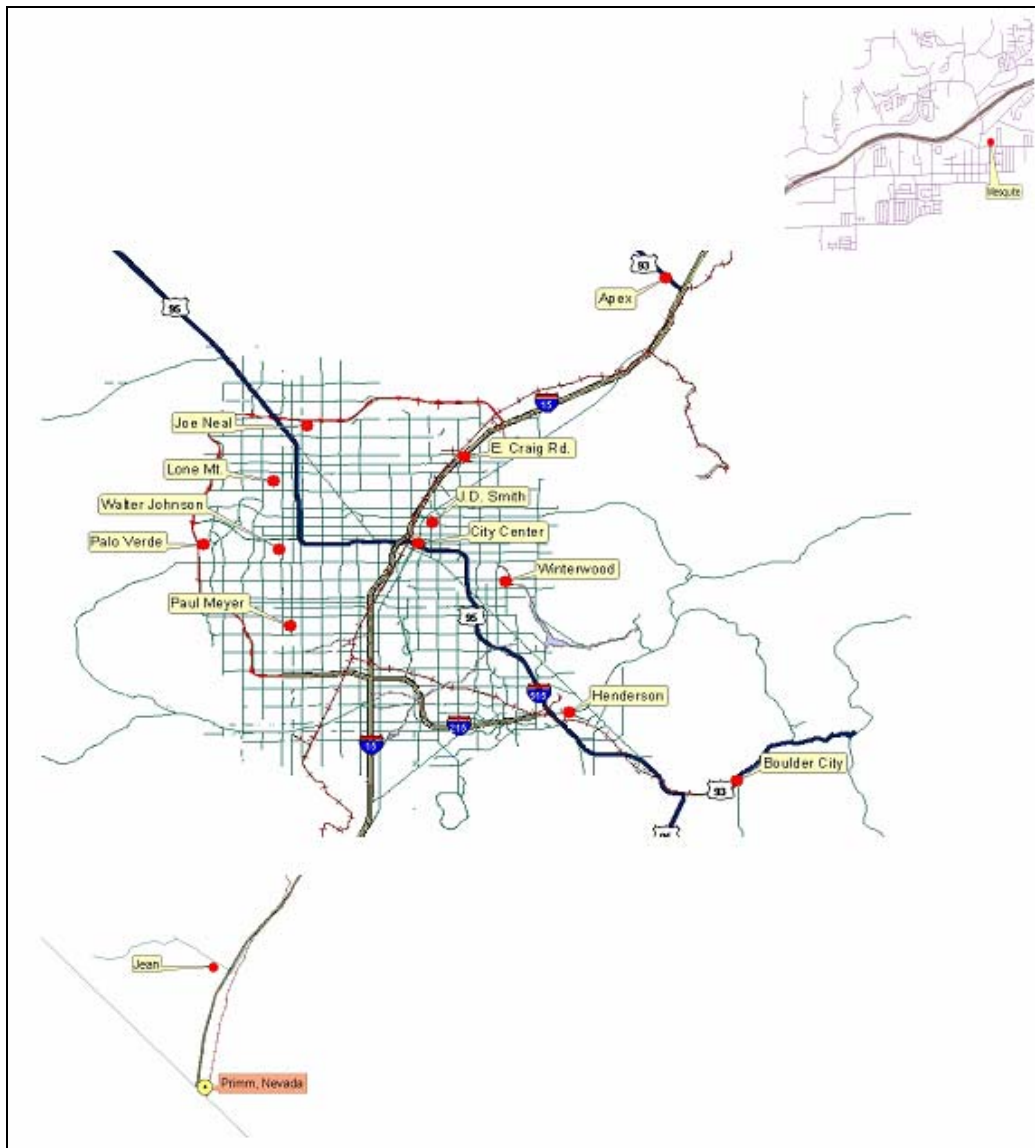 Mesquite
93
Apex
95
15
Joe Neal
E. Craig Rd.
Lone Mt.
J.D. Smith
Walter Johnson
City Center
Palo Verde
Winterwood
Paul Meyer
95
515
Henderson
215
15
Boulder City
93
Jean
Primm, Nevada